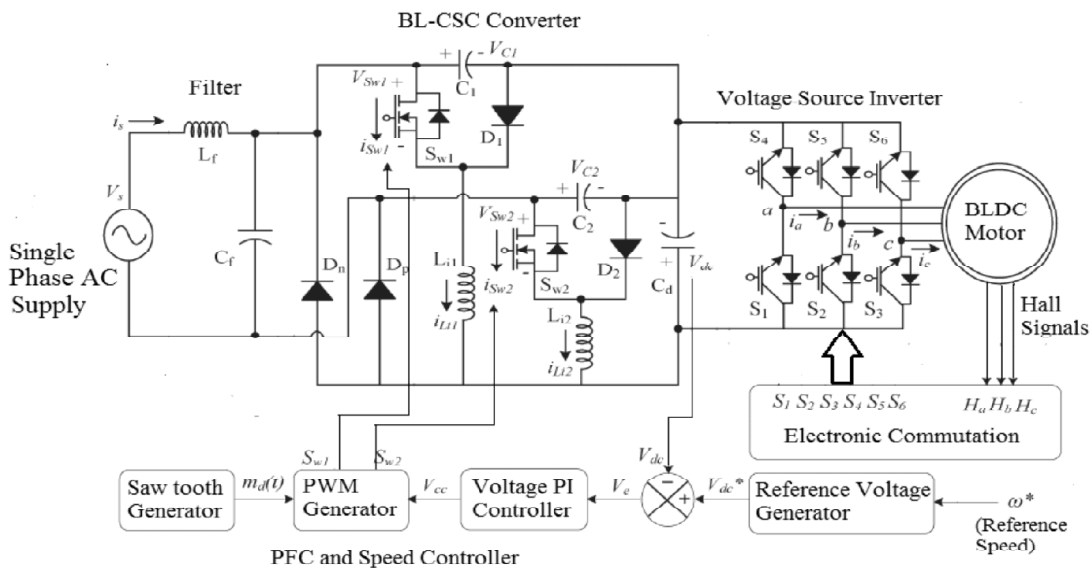 BL-CSC Converter
Filter
Voltage Source Inverter
i_s
L_f
V_s
C_f
Single
Phase AC
Supply
D_n
D_p
V_Sw1
+
-
i_Sw1
S_w1
+
-
V_C1
C_1
D_1
V_Sw2
+
-
i_Sw2
S_w2
+
-
V_C2
C_2
D_2
L_i1
i_Li1
L_i2
i_Li2
-
+
C_d
V_dc
S_4
S_5
S_6
a
i_a
b
i_b
c
i_c
S_1
S_2
S_3
BLDC
Motor
Hall
Signals
S_1 S_2 S_3 S_4 S_5 S_6
H_a H_b H_c
Electronic Commutation
S_w1
S_w2
Saw tooth
Generator
m_d(t)
PWM
Generator
V_cc
Voltage PI
Controller
V_e
V_dc
-
+
V_dc*
Reference Voltage
Generator
ω*
(Reference
Speed)
PFC and Speed Controller